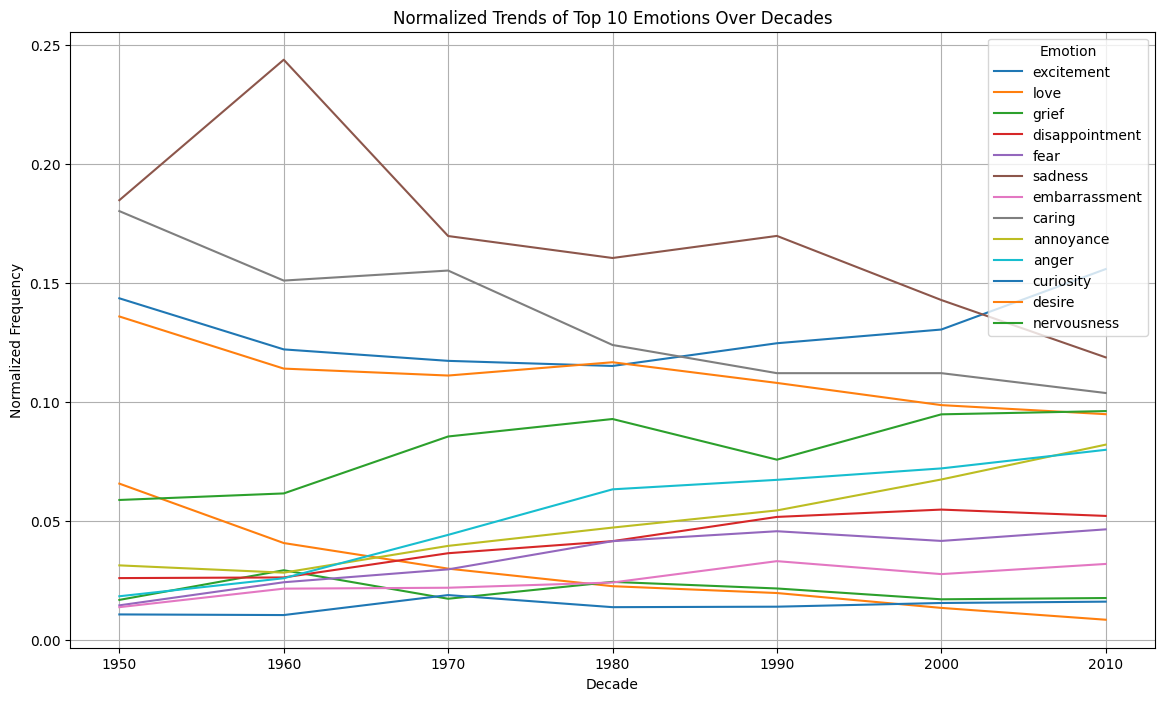 Normalized Trends of Top 10 Emotions Over Decades
Normalized Frequency
0.25
0.20
0.15
0.10
0.05
0.00
Emotion
excitement
love
grief
disappointment
fear
sadness
embarrassment
caring
annoyance
anger
curiosity
desire
nervousness
1950 1960 1970 1980 1990 2000 2010
Decade